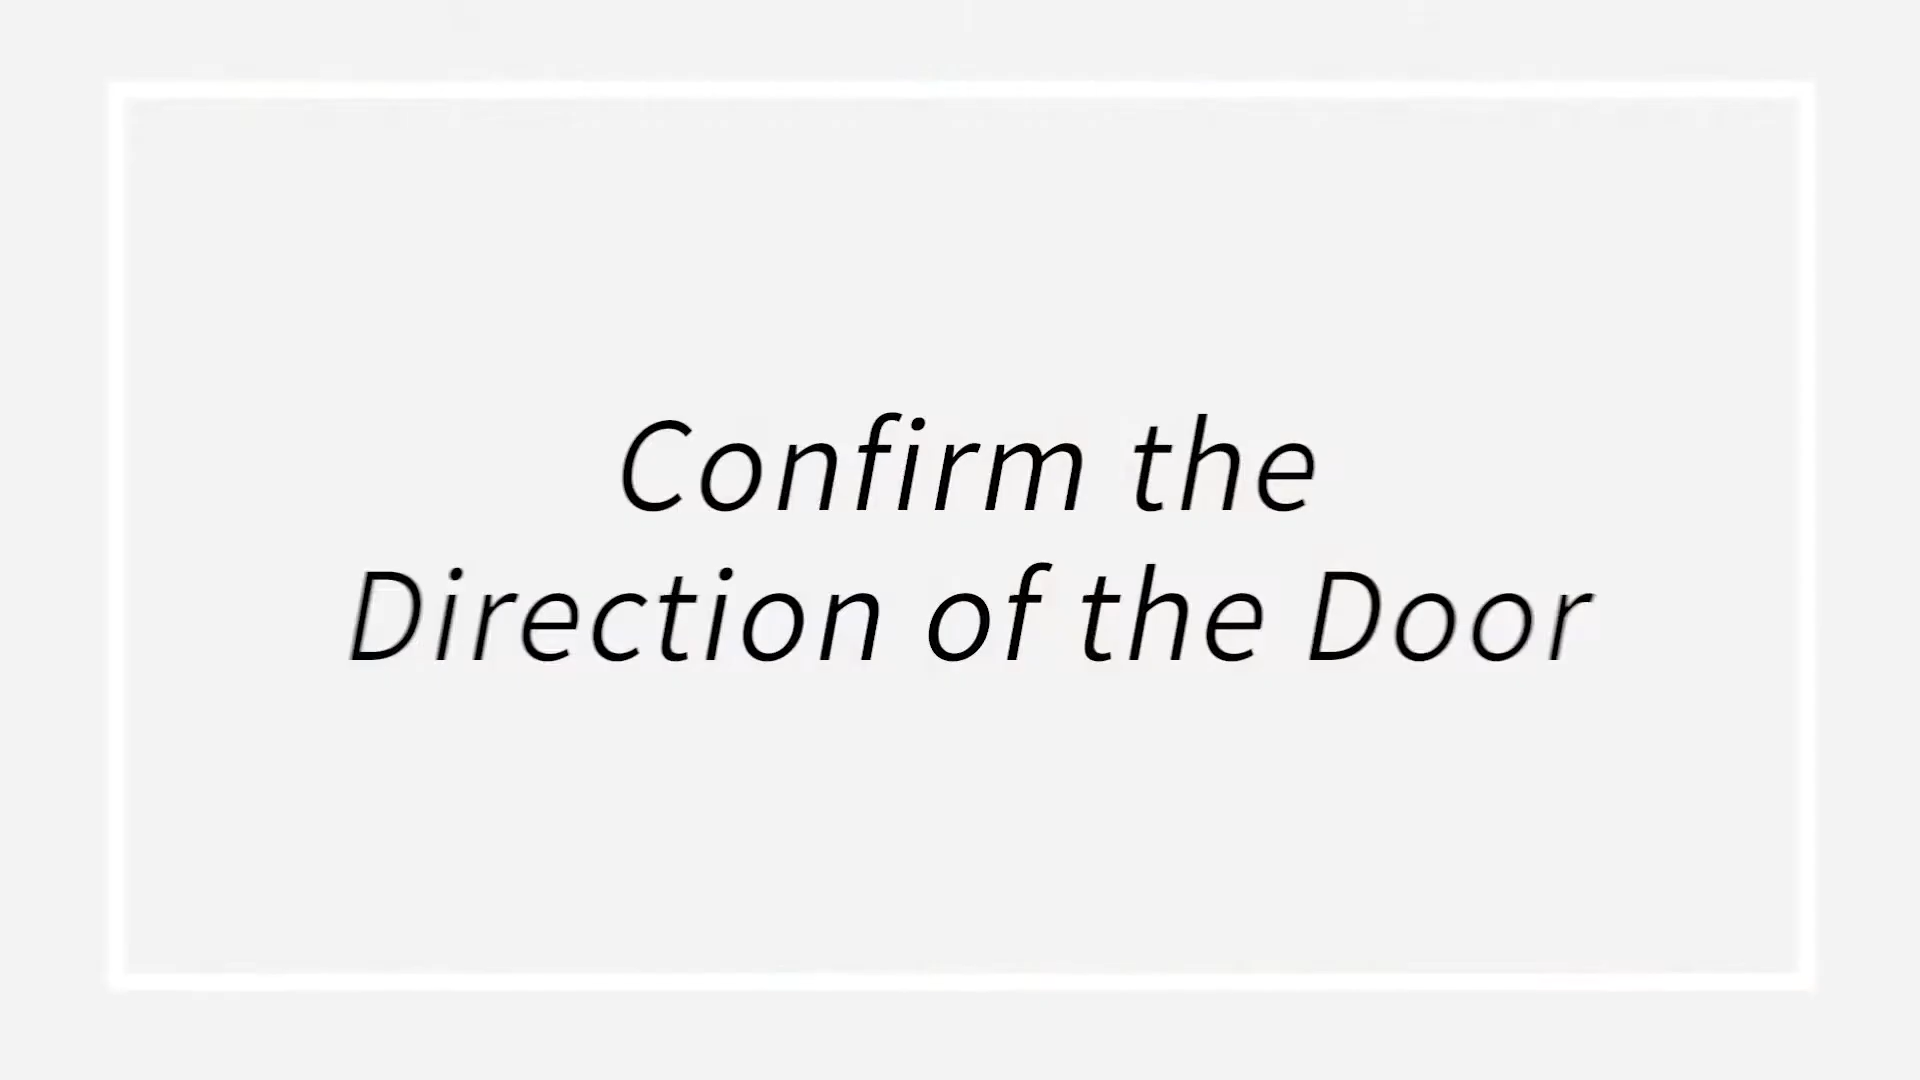 Confirm the
Direction of the Door